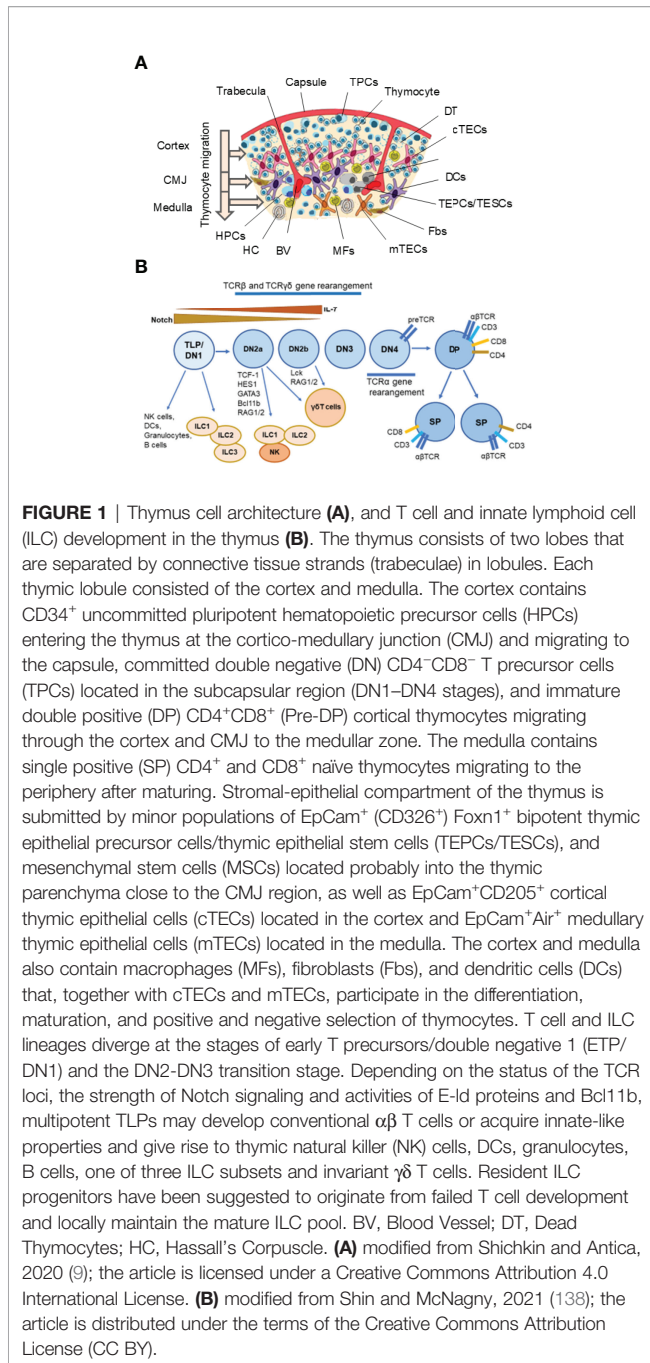 A
Trabecula
Capsule
TPCs
Thymocyte
DT
cTECs
Cortex
CMJ
Medulla
Thymocyte migration
DCs
TEPCs/TESCs
Fbs
HPCs
HC
BV
MFs
mTECs
B
TCRβ and TCRγδ gene rearrangement
IL-7
Notch
TLP/
DN1
DN2a
DN2b
DN3
DN4
preTCR
DP
αβTCR
CD3
CD8
CD4
TCF-1
HES1
GATA3
Bcl11b
RAG1/2
Lck
RAG1/2
TCRα gene
rearrangement
γδT cells
NK cells,
DCs,
Granulocytes,
B cells
ILC1
ILC2
ILC3
ILC1
ILC2
NK
CD8
CD3
αβTCR
SP
SP
CD4
CD3
αβTCR
FIGURE 1 | Thymus cell architecture (A), and T cell and innate lymphoid cell
(ILC) development in the thymus (B). The thymus consists of two lobes that
are separated by connective tissue strands (trabeculae) in lobules. Each
thymic lobule consisted of the cortex and medulla. The cortex contains
CD34⁺ uncommitted pluripotent hematopoietic precursor cells (HPCs)
entering the thymus at the cortico-medullary junction (CMJ) and migrating to
the capsule, committed double negative (DN) CD4⁻CD8⁻ T precursor cells
(TPCs) located in the subcapsular region (DN1–DN4 stages), and immature
double positive (DP) CD4⁺CD8⁺ (Pre-DP) cortical thymocytes migrating
through the cortex and CMJ to the medullar zone. The medulla contains
single positive (SP) CD4⁺ and CD8⁺ naïve thymocytes migrating to the
periphery after maturing. Stromal-epithelial compartment of the thymus is
submitted by minor populations of EpCam⁺ (CD326⁺) Foxn1⁺ bipotent thymic
epithelial precursor cells/thymic epithelial stem cells (TEPCs/TESCs), and
mesenchymal stem cells (MSCs) located probably into the thymic
parenchyma close to the CMJ region, as well as EpCam⁺CD205⁺ cortical
thymic epithelial cells (cTECs) located in the cortex and EpCam⁺Air⁺ medullary
thymic epithelial cells (mTECs) located in the medulla. The cortex and medulla
also contain macrophages (MFs), fibroblasts (Fbs), and dendritic cells (DCs)
that, together with cTECs and mTECs, participate in the differentiation,
maturation, and positive and negative selection of thymocytes. T cell and ILC
lineages diverge at the stages of early T precursors/double negative 1 (ETP/
DN1) and the DN2-DN3 transition stage. Depending on the status of the TCR
loci, the strength of Notch signaling and activities of E-Id proteins and Bcl11b,
multipotent TLPs may develop conventional αβ T cells or acquire innate-like
properties and give rise to thymic natural killer (NK) cells, DCs, granulocytes,
B cells, one of three ILC subsets and invariant γδ T cells. Resident ILC
progenitors have been suggested to originate from failed T cell development
and locally maintain the mature ILC pool. BV, Blood Vessel; DT, Dead
Thymocytes; HC, Hassall's Corpuscle. (A) modified from Shichkin and Antica,
2020 (9); the article is licensed under a Creative Commons Attribution 4.0
International License. (B) modified from Shin and McNagny, 2021 (138); the
article is distributed under the terms of the Creative Commons Attribution
License (CC BY).